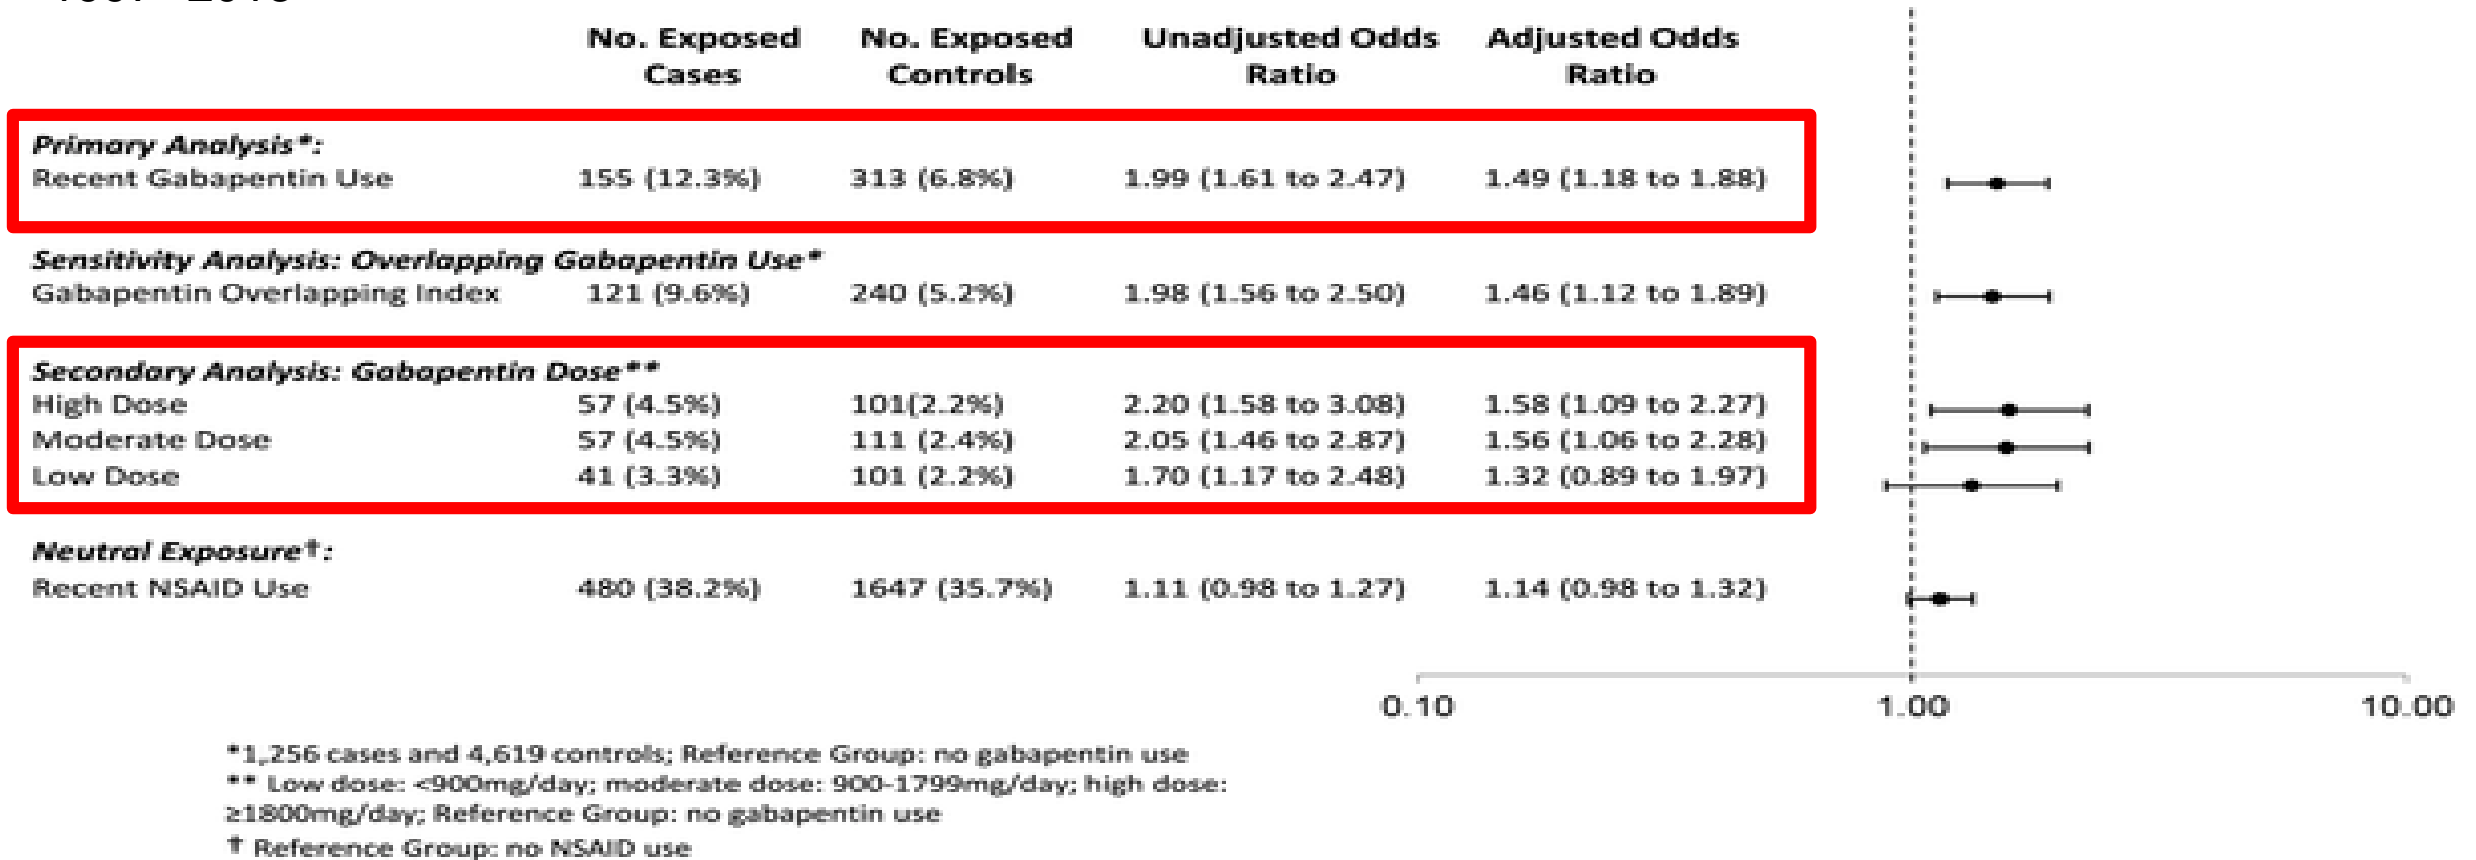 No. Exposed Cases No. Exposed Controls Unadjusted Odds Ratio Adjusted Odds Ratio
Primary Analysis*:
Recent Gabapentin Use 155 (12.3%) 313 (6.8%) 1.99 (1.61 to 2.47) 1.49 (1.18 to 1.88)
Sensitivity Analysis: Overlapping Gabapentin Use*
Gabapentin Overlapping Index 121 (9.6%) 240 (5.2%) 1.98 (1.56 to 2.50) 1.46 (1.12 to 1.89)
Secondary Analysis: Gabapentin Dose**
High Dose 57 (4.5%) 101(2.2%) 2.20 (1.58 to 3.08) 1.58 (1.09 to 2.27)
Moderate Dose 57 (4.5%) 111 (2.4%) 2.05 (1.46 to 2.87) 1.56 (1.06 to 2.28)
Low Dose 41 (3.3%) 101 (2.2%) 1.70 (1.17 to 2.48) 1.32 (0.89 to 1.97)
Neutral Exposure†:
Recent NSAID Use 480 (38.2%) 1647 (35.7%) 1.11 (0.98 to 1.27) 1.14 (0.98 to 1.32)
0.10 1.00 10.00
*1,256 cases and 4,619 controls; Reference Group: no gabapentin use
** Low dose: <900mg/day; moderate dose: 900-1799mg/day; high dose:
≥1800mg/day; Reference Group: no gabapentin use
† Reference Group: no NSAID use